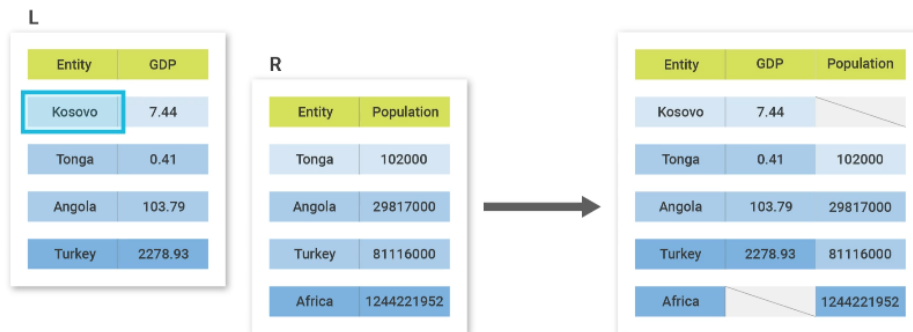 L
Entity GDP
Kosovo 7.44
Tonga 0.41
Angola 103.79
Turkey 2278.93
R
Entity Population
Tonga 102000
Angola 29817000
Turkey 81116000
Africa 1244221952
Entity GDP Population
Kosovo 7.44
Tonga 0.41 102000
Angola 103.79 29817000
Turkey 2278.93 81116000
Africa 1244221952